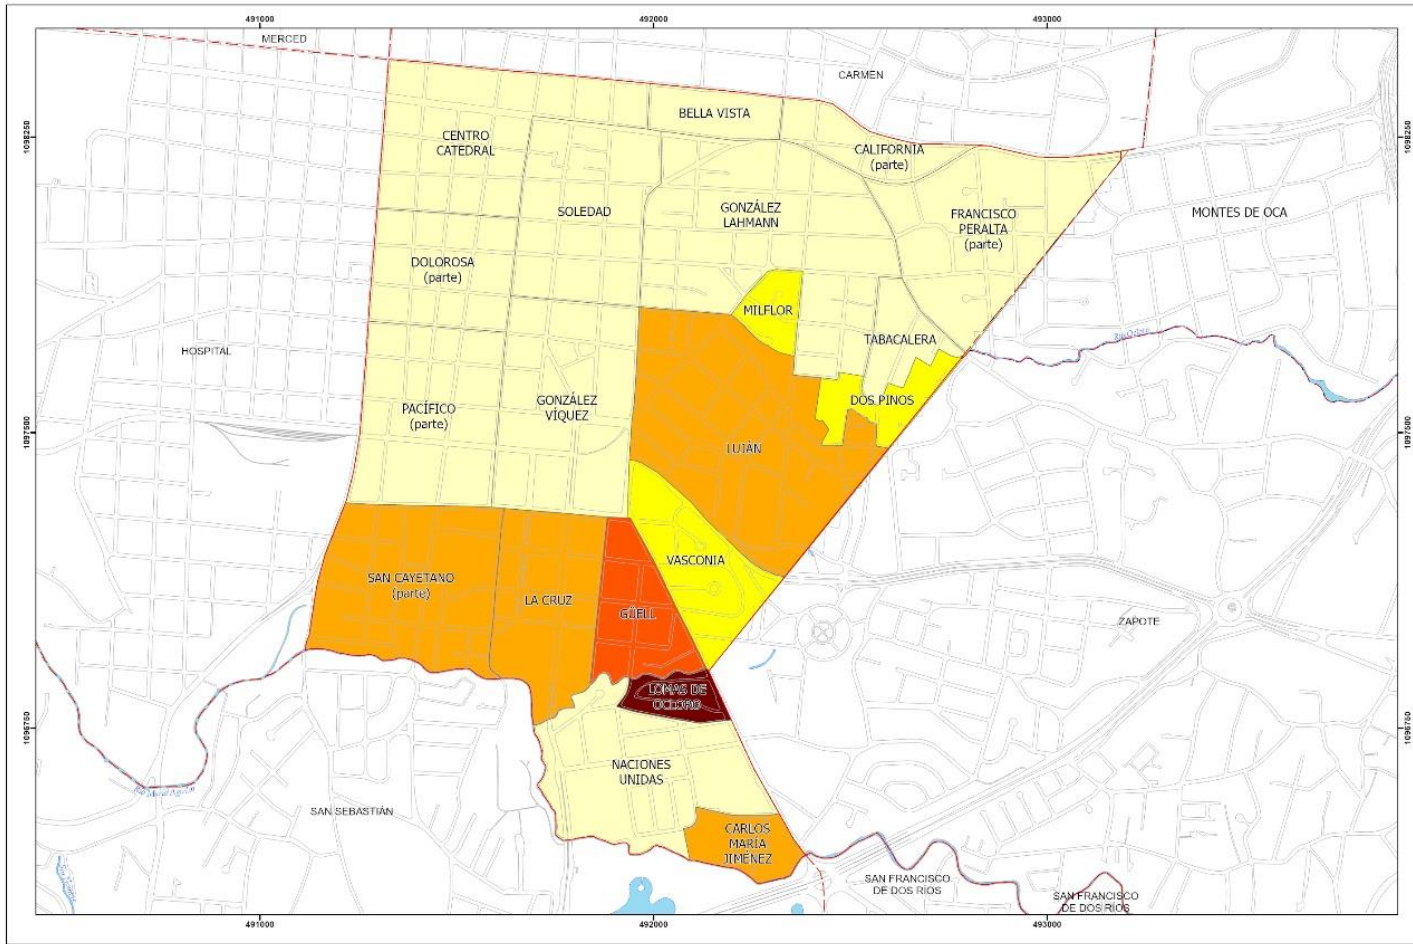 491000
492000
493000
MERCED
CARMEN
BELLA VISTA
1098250
1098250
CENTRO
CATEDRAL
CALIFORNIA
(parte)
SOLEDAD
GONZÁLEZ
LAHMANN
FRANCISCO
PERALTA
(parte)
MONTES DE OCA
DOLOROSA
(parte)
MILFLOR
TABACALERA
HOSPITAL
DOS PINOS
PACÍFICO
(parte)
GONZÁLEZ
VÍQUEZ
1097500
1097500
LUJÁN
VASCONIA
SAN CAYETANO
(parte)
LA CRUZ
GÜELL
ZAPOTE
LOMAS DE
OCLORO
1096750
1096750
NACIONES
UNIDAS
SAN SEBASTIÁN
CARLOS
MARÍA
JIMÉNEZ
SAN FRANCISCO
DE DOS RÍOS
SAN FRANCISCO
DE DOS RÍOS
491000
492000
493000